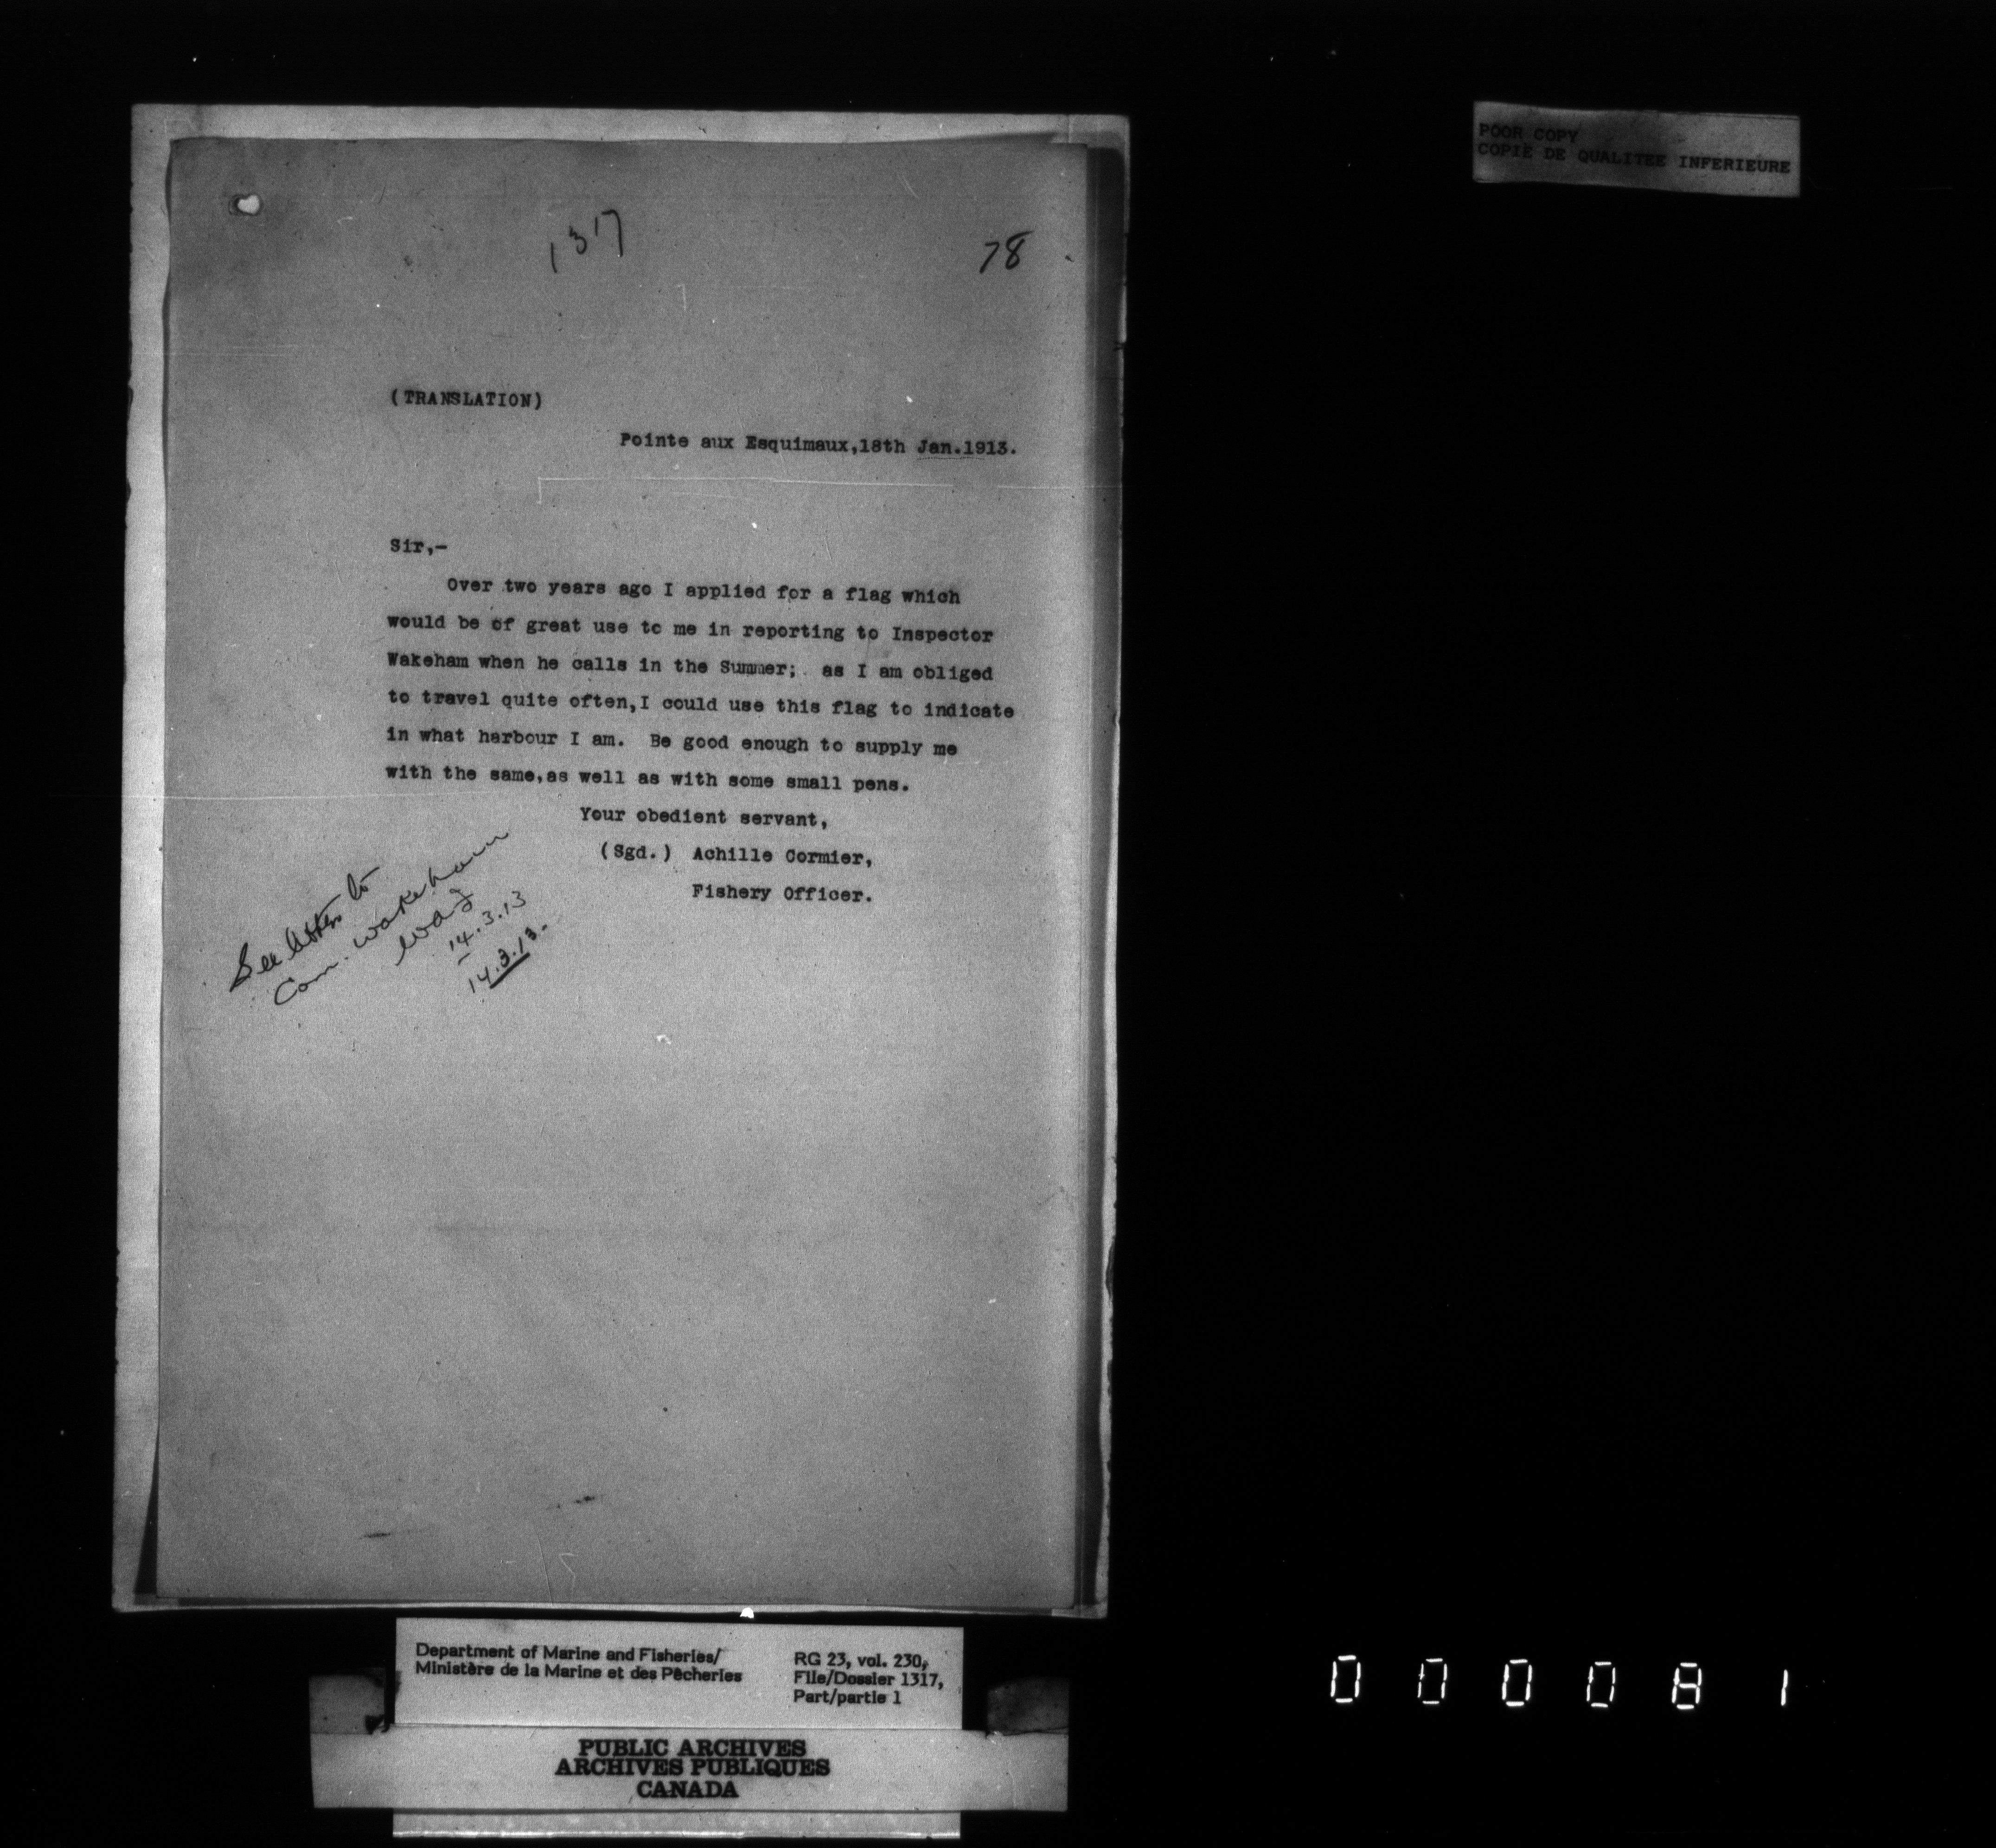 POOR COPY
COPIE DE QUALITEE INFERIEURE
1317
78
(TRANSLATION)
Pointe aux Esquimaux,18th Jan.1913.
Sir,-
Over two years ago I applied for a flag which
would be of great use to me in reporting to Inspector
Wakeham when he calls in the Summer; as I am obliged
to travel quite often,I could use this flag to indicate
in what harbour I am. Be good enough to supply me
with the same,as well as with some small pens.
Your obedient servant,
(Sgd.) Achille Cormier,
Fishery Officer.
See letter to
Com. Wakeham
14.3.13
14.3.13.
Department of Marine and Fisheries/
Ministère de la Marine et des Pêcheries
RG 23, vol. 230,
File/Dossier 1317,
Part/partie 1
PUBLIC ARCHIVES
ARCHIVES PUBLIQUES
CANADA
000081